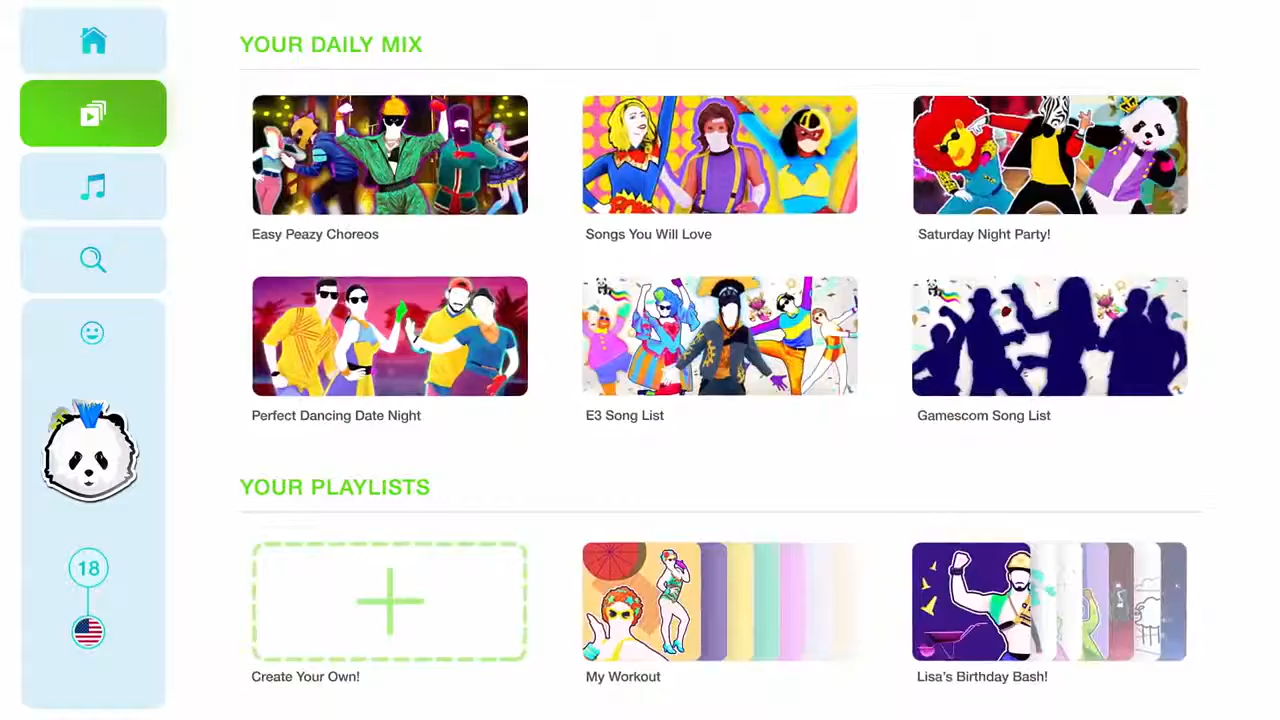 YOUR DAILY MIX
Easy Peazy Choreos
Songs You Will Love
Saturday Night Party!
Perfect Dancing Date Night
E3 Song List
Gamescom Song List
YOUR PLAYLISTS
18
Create Your Own!
My Workout
Lisa's Birthday Bash!